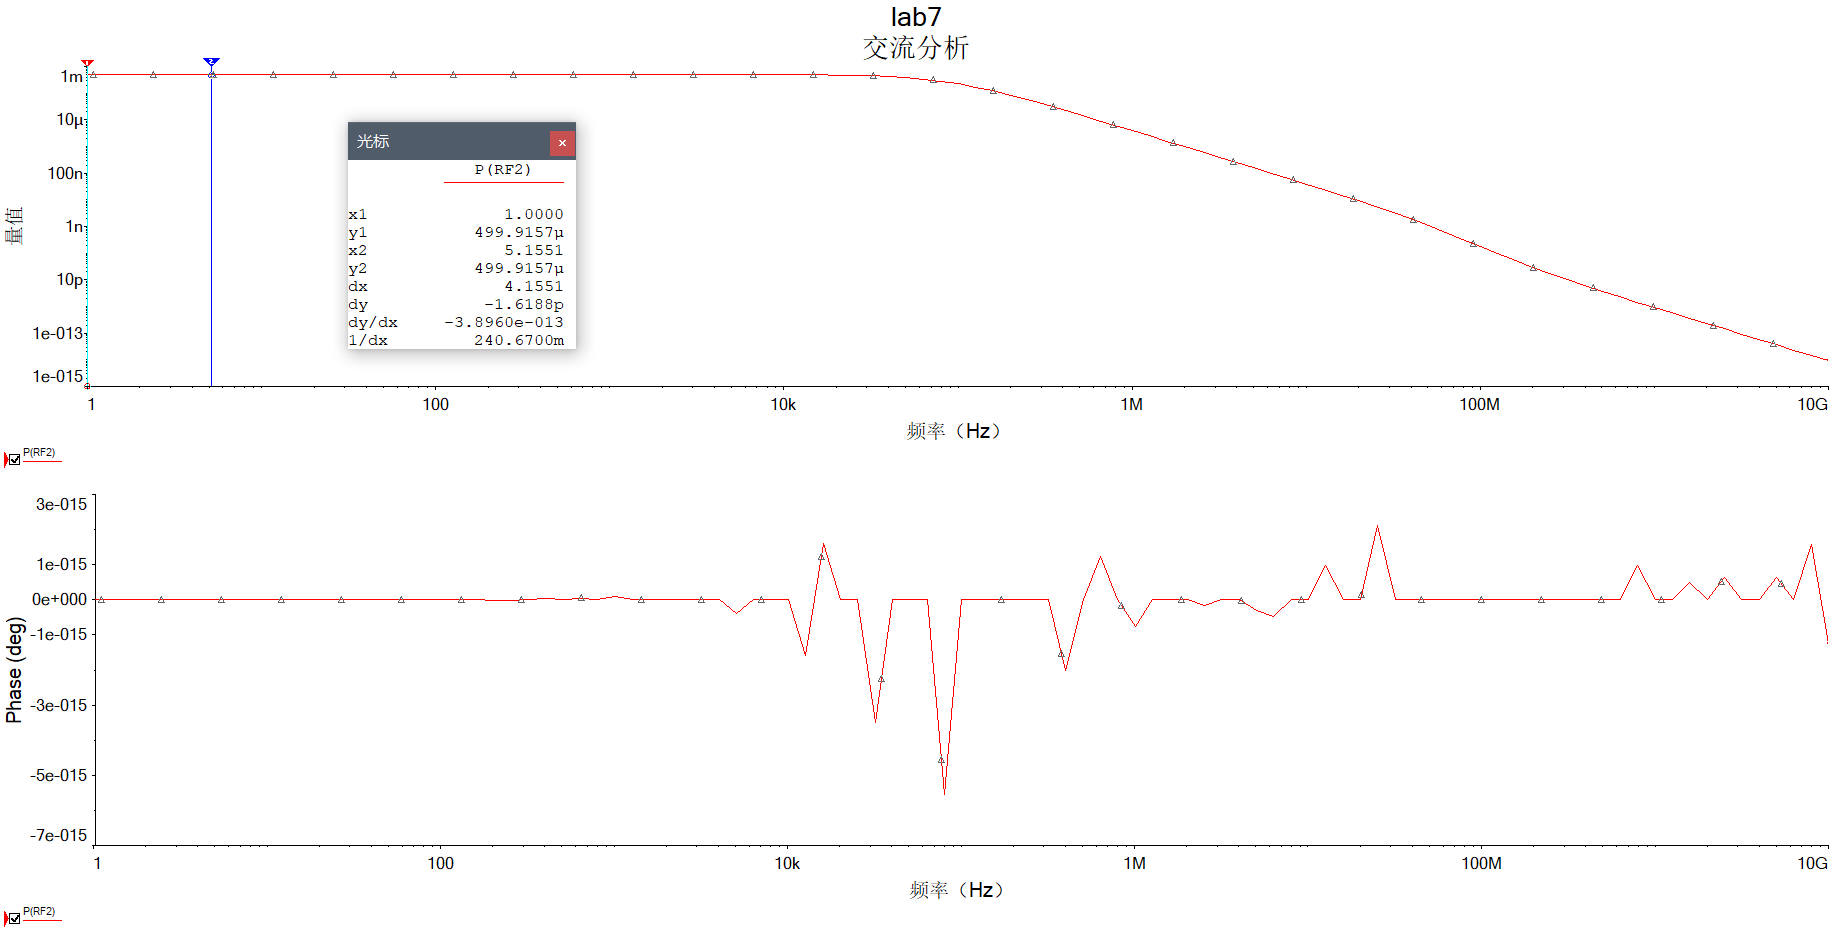 lab7
交流分析
1m
10μ
100n
1n
10p
1e-013
1e-015
量值
光标
P(RF2)
x1 1.0000
y1 499.9157μ
x2 5.1551
y2 499.9157μ
dx 4.1551
dy -1.6188p
dy/dx -3.8960e-013
1/dx 240.6700m
1 100 10k 1M 100M 10G
频率（Hz）
P(RF2)
3e-015
1e-015
0e+000
-1e-015
-3e-015
-5e-015
-7e-015
Phase (deg)
1 100 10k 1M 100M 10G
频率（Hz）
P(RF2)